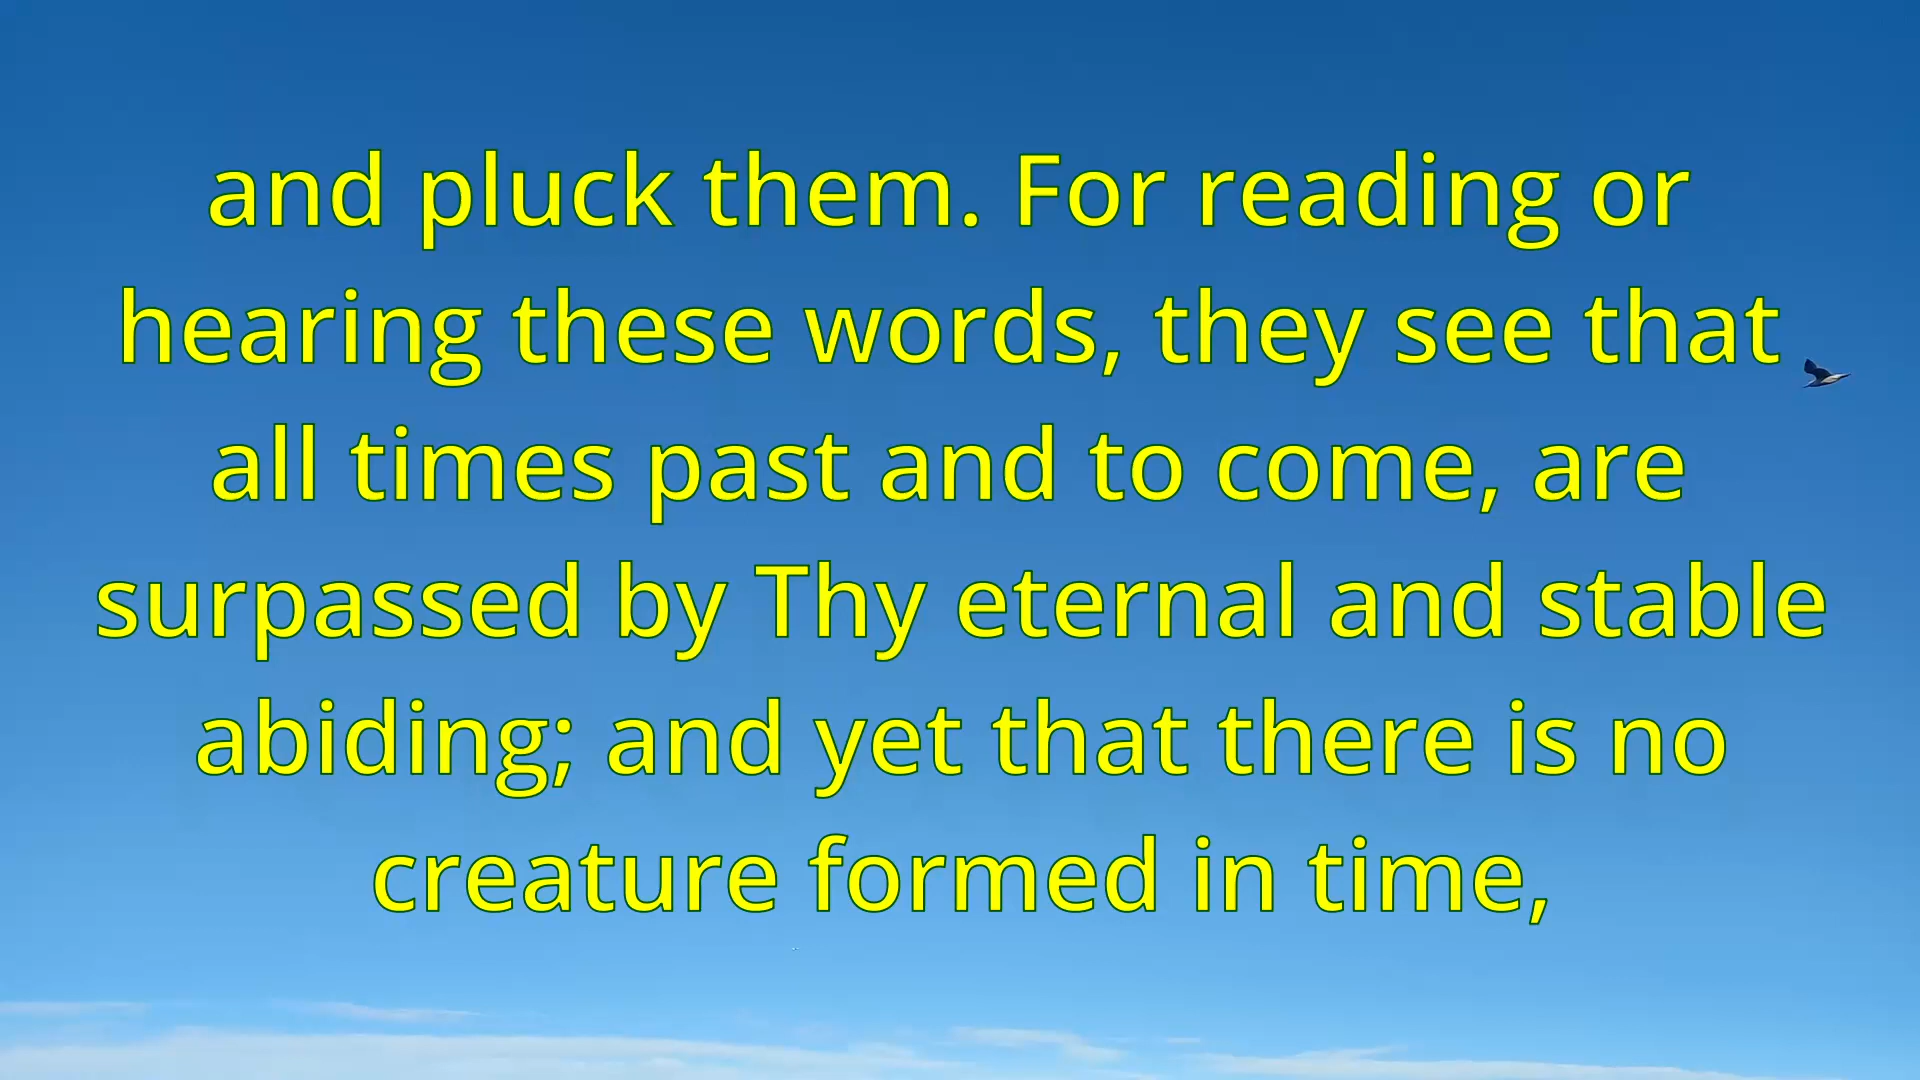 and pluck them. For reading or
hearing these words, they see that
all times past and to come, are
surpassed by Thy eternal and stable
abiding; and yet that there is no
creature formed in time,